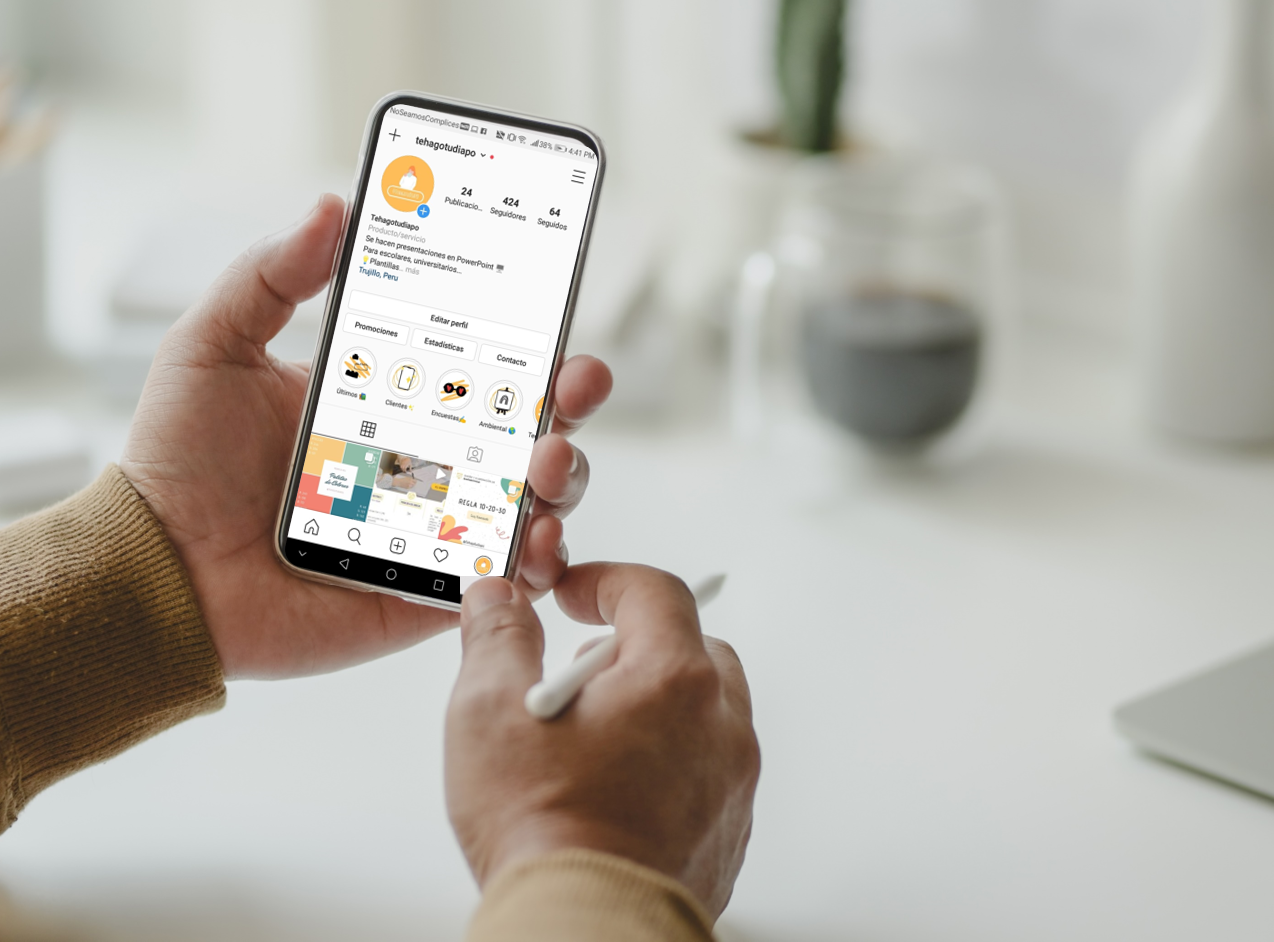 NoSeamosComplices 38% 4:41 PM
tehagotudiapo
24 424 64
Publicacio... Seguidores Seguidos
Tehagotudiapo
Producto/servicio
Se hacen presentaciones en PowerPoint
Para escolares, universitarios...
Plantillas... más
Trujillo, Peru
Editar perfil
Promociones Estadísticas Contacto
Últimos Clientes Encuestas Ambiental Te
Paletas
de Colores
REGLA 10-20-30